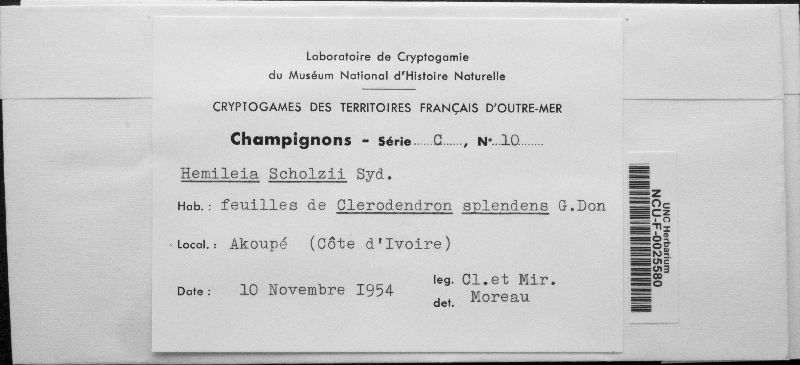 Laboratoire de Cryptogamie
du Muséum National d'Histoire Naturelle
CRYPTOGAMES DES TERRITOIRES FRANÇAIS D'OUTRE-MER
Champignons - Série.....C....., N°..10.......
Hemileia Scholzii Syd.
Hab. : feuilles de Clerodendron splendens G.Don
Local. : Akoupé (Côte d'Ivoire)
Date : 10 Novembre I954
leg. Cl.et Mir.
det. Moreau
UNC Herbarium
NCU-F-0025580